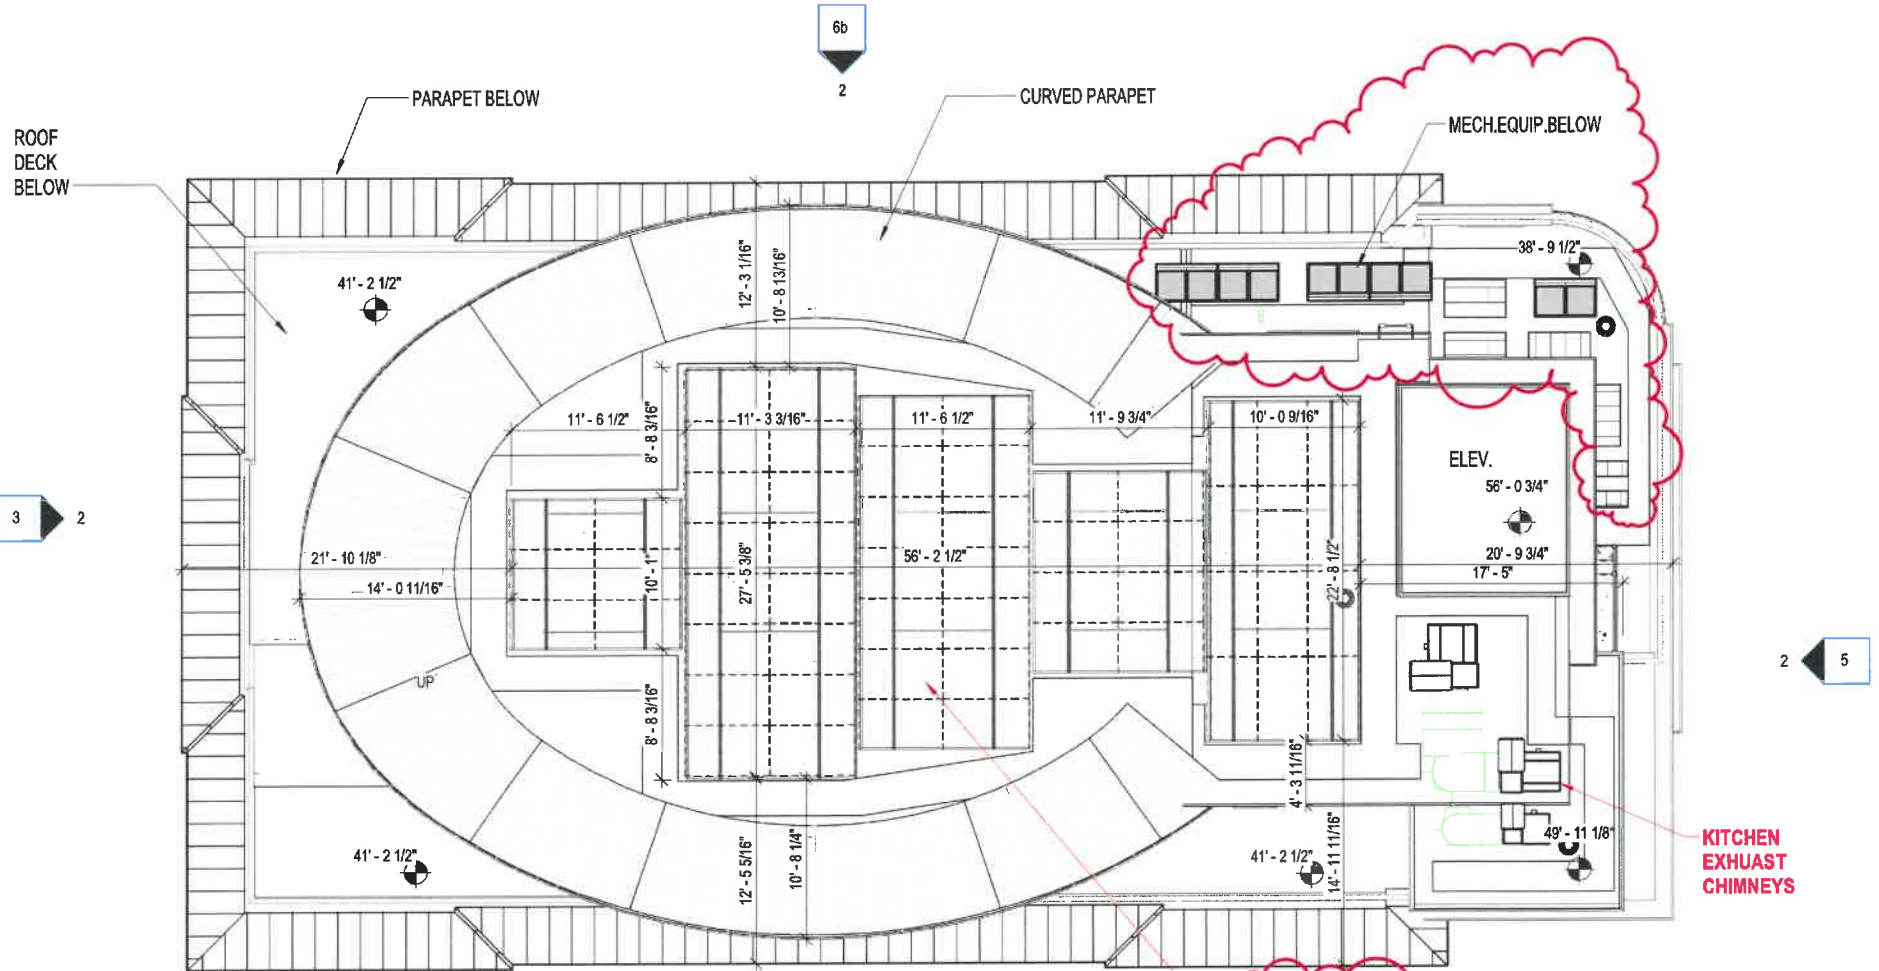 6b
2
PARAPET BELOW
CURVED PARAPET
MECH.EQUIP.BELOW
ROOF
DECK
BELOW
38' - 9 1/2"
41' - 2 1/2"
12' - 3 1/16"
10' - 8 13/16"
11' - 6 1/2"
8' - 8 3/16"
11' - 3 3/16"
11' - 6 1/2"
11' - 9 3/4"
10' - 0 9/16"
ELEV.
56' - 0 3/4"
3
2
21' - 10 1/8"
14' - 0 11/16"
10' - 1"
27' - 5 3/8"
56' - 2 1/2"
22' - 8 1/2"
20' - 9 3/4"
17' - 5"
2
5
UP
8' - 8 3/16"
4' - 3 11/16"
41' - 2 1/2"
12' - 5 5/16"
10' - 8 1/4"
41' - 2 1/2"
14' - 11 11/16"
49' - 11 1/8"
KITCHEN
EXHUAST
CHIMNEYS